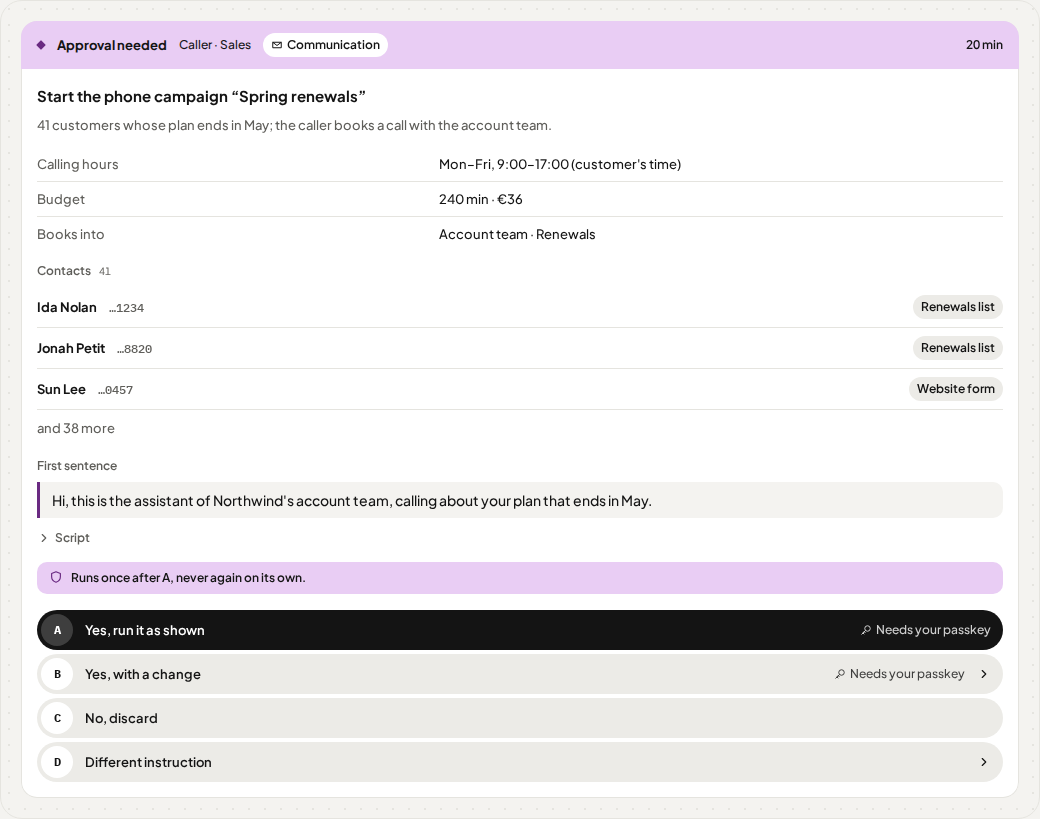 Approval needed Caller · Sales Communication 20 min
Start the phone campaign “Spring renewals”
41 customers whose plan ends in May; the caller books a call with the account team.
Calling hours Mon–Fri, 9:00–17:00 (customer's time)
Budget 240 min · €36
Books into Account team · Renewals
Contacts 41
Ida Nolan …1234 Renewals list
Jonah Petit …8820 Renewals list
Sun Lee …0457 Website form
and 38 more
First sentence
Hi, this is the assistant of Northwind's account team, calling about your plan that ends in May.
Script
Runs once after A, never again on its own.
A Yes, run it as shown Needs your passkey
B Yes, with a change Needs your passkey
C No, discard
D Different instruction